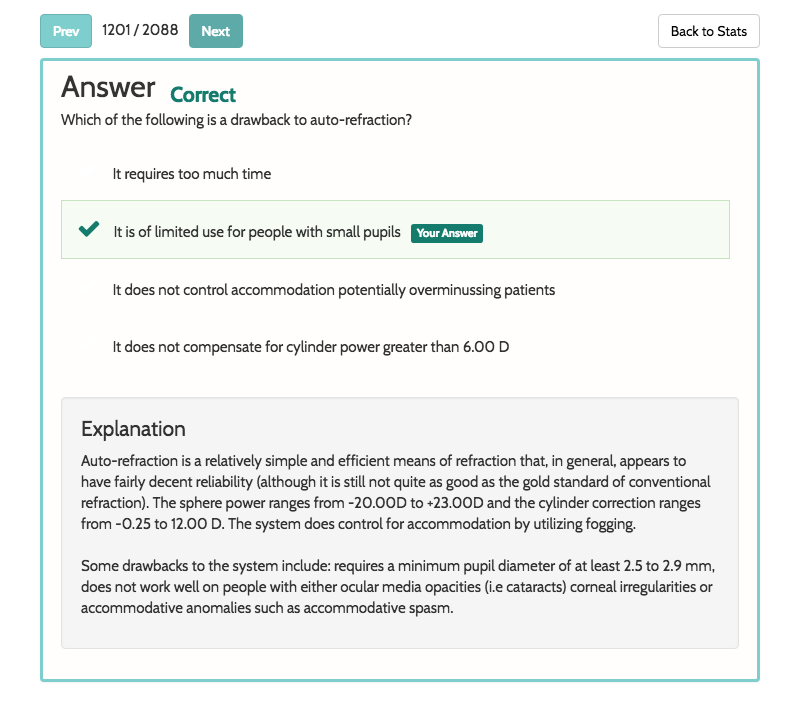 Prev 1201 / 2088 Next Back to Stats
Answer Correct
Which of the following is a drawback to auto-refraction?
It requires too much time
It is of limited use for people with small pupils Your Answer
It does not control accommodation potentially overminussing patients
It does not compensate for cylinder power greater than 6.00 D
Explanation
Auto-refraction is a relatively simple and efficient means of refraction that, in general, appears to
have fairly decent reliability (although it is still not quite as good as the gold standard of conventional
refraction). The sphere power ranges from -20.00D to +23.00D and the cylinder correction ranges
from -0.25 to 12.00 D. The system does control for accommodation by utilizing fogging.
Some drawbacks to the system include: requires a minimum pupil diameter of at least 2.5 to 2.9 mm,
does not work well on people with either ocular media opacities (i.e cataracts) corneal irregularities or
accommodative anomalies such as accommodative spasm.